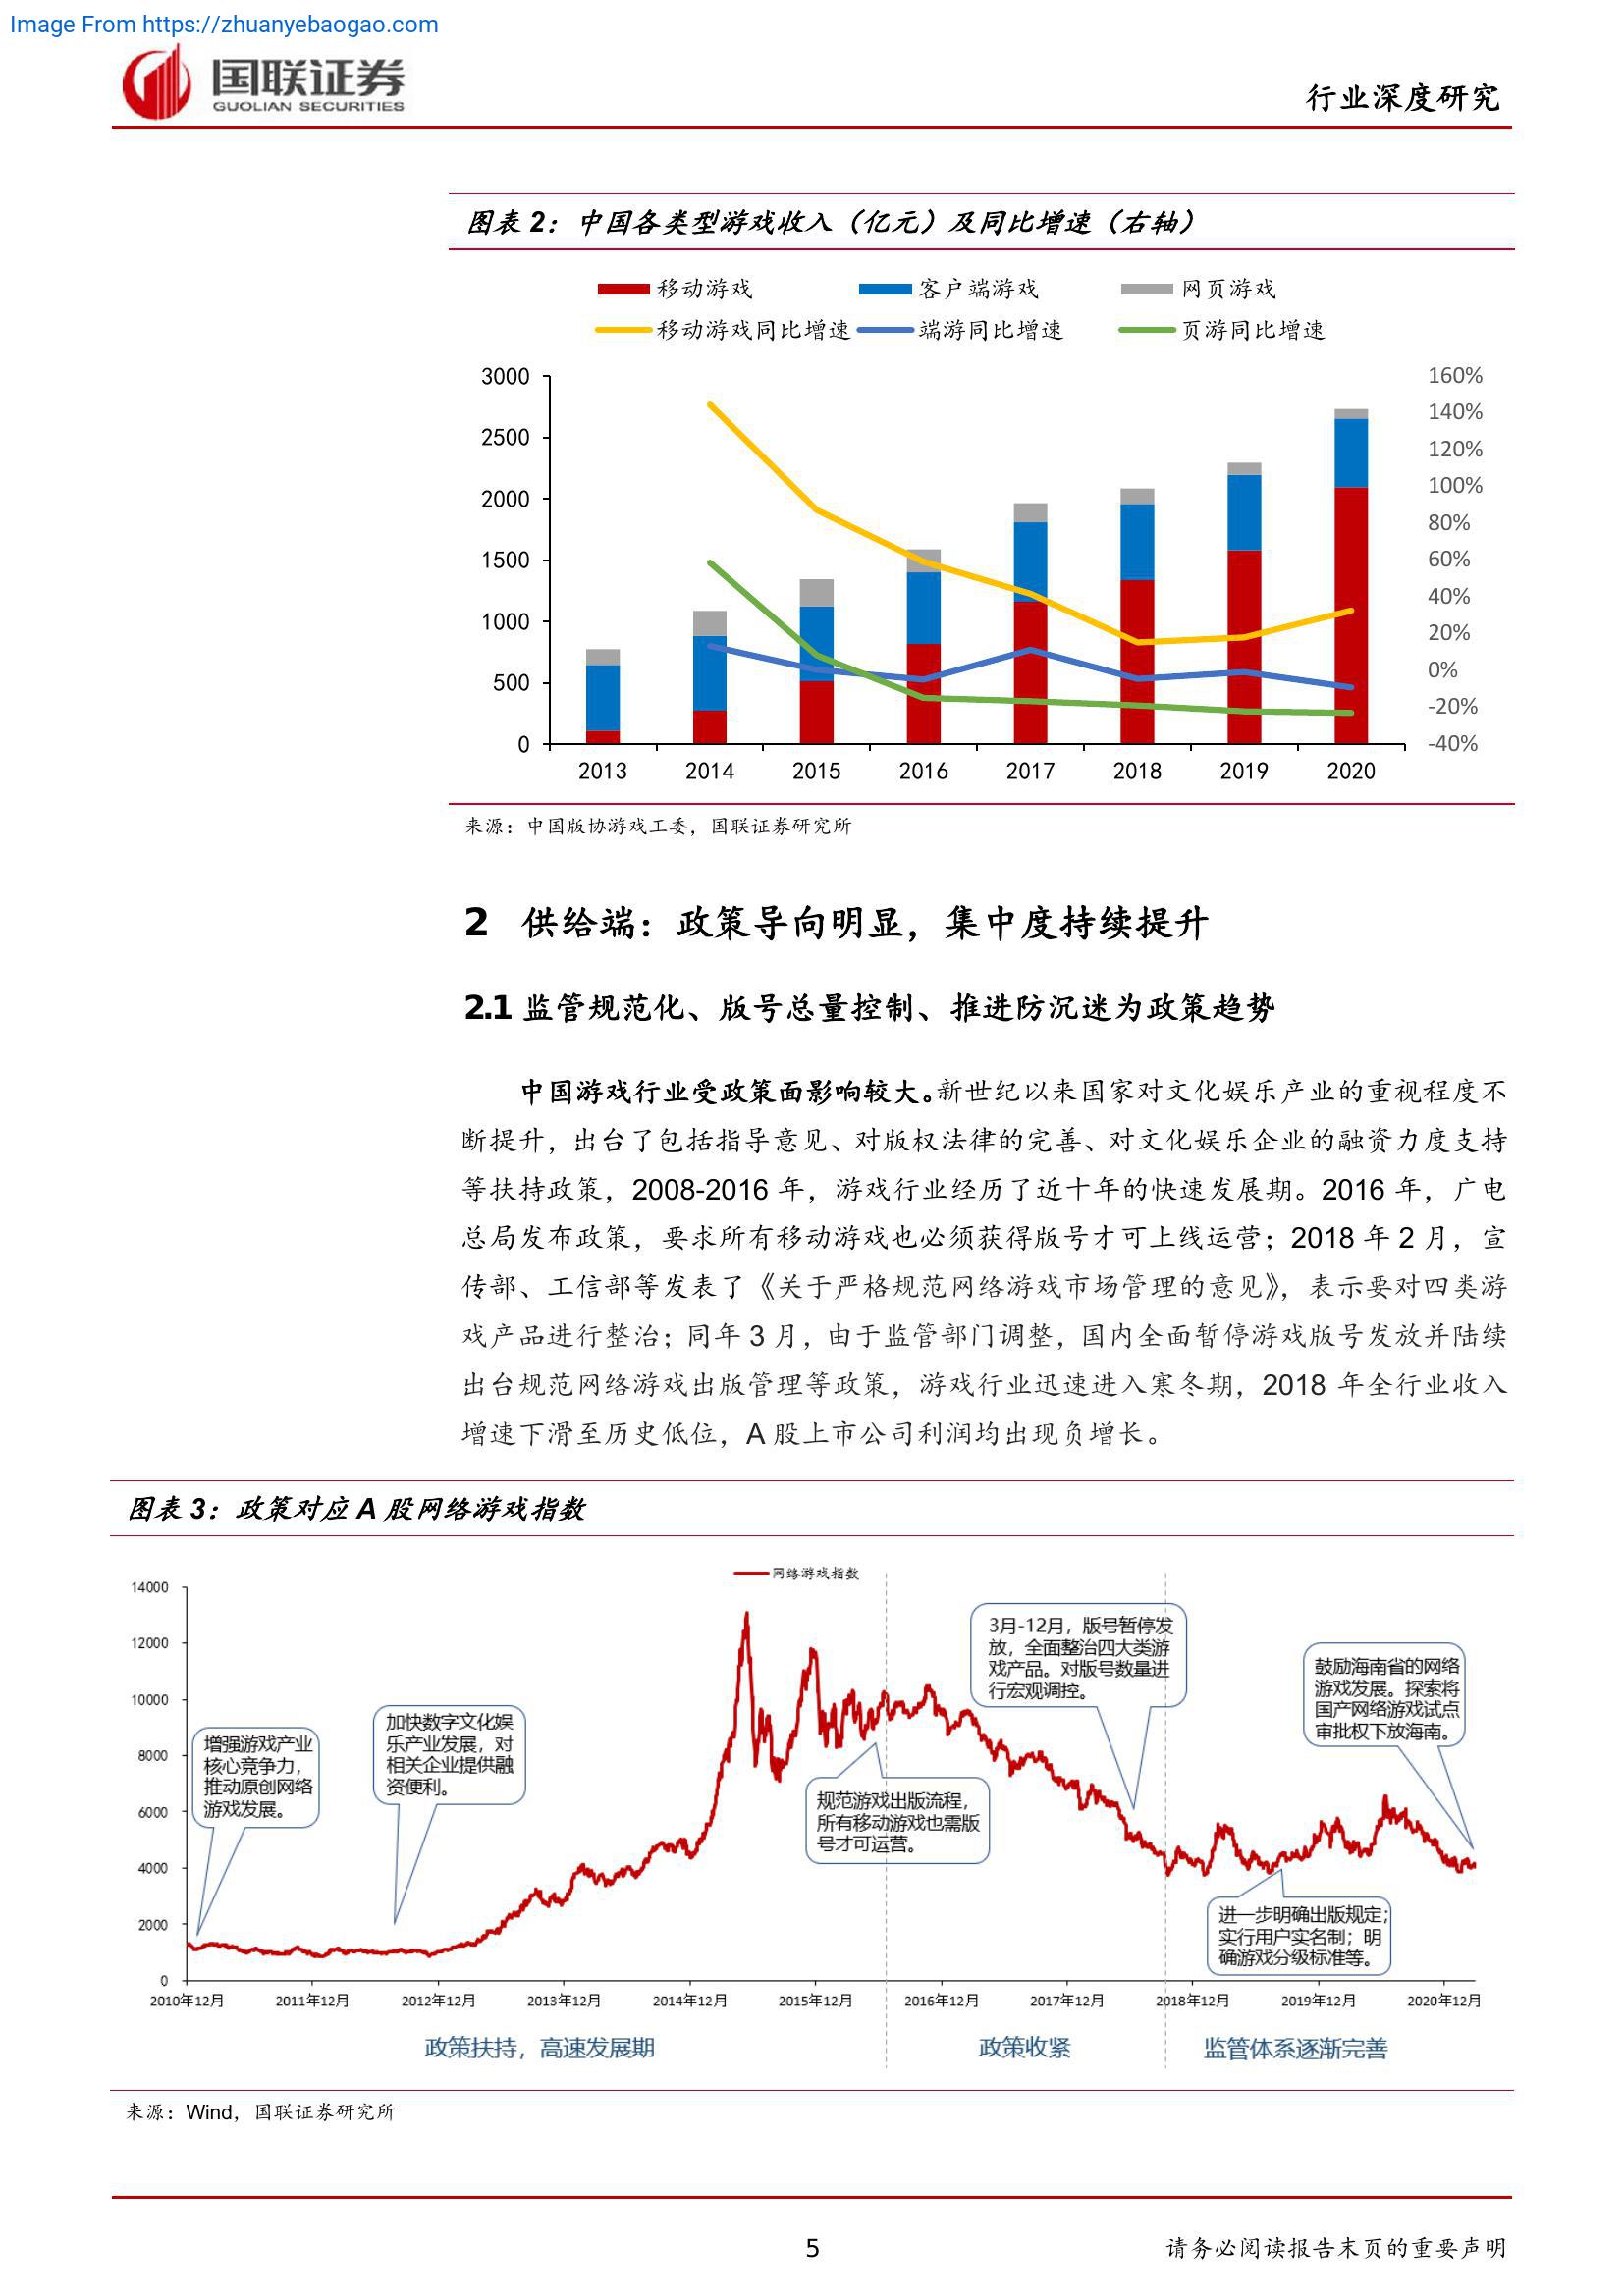 Image From https://zhuanyebaogao.com
国联证券
GUOLIAN SECURITIES
行业深度研究
图表 2：中国各类型游戏收入（亿元）及同比增速（右轴）
移动游戏 客户端游戏 网页游戏
移动游戏同比增速 端游同比增速 页游同比增速
3000 160%
140%
2500
120%
2000 100%
80%
1500 60%
40%
1000
20%
500 0%
-20%
0 -40%
2013 2014 2015 2016 2017 2018 2019 2020
来源：中国版协游戏工委，国联证券研究所
2 供给端：政策导向明显，集中度持续提升
2.1 监管规范化、版号总量控制、推进防沉迷为政策趋势
中国游戏行业受政策面影响较大。新世纪以来国家对文化娱乐产业的重视程度不
断提升，出台了包括指导意见、对版权法律的完善、对文化娱乐企业的融资力度支持
等扶持政策，2008-2016 年，游戏行业经历了近十年的快速发展期。2016 年，广电
总局发布政策，要求所有移动游戏也必须获得版号才可上线运营；2018 年 2 月，宣
传部、工信部等发表了《关于严格规范网络游戏市场管理的意见》，表示要对四类游
戏产品进行整治；同年 3 月，由于监管部门调整，国内全面暂停游戏版号发放并陆续
出台规范网络游戏出版管理等政策，游戏行业迅速进入寒冬期，2018 年全行业收入
增速下滑至历史低位，A 股上市公司利润均出现负增长。
图表 3：政策对应 A 股网络游戏指数
网络游戏指数
14000
12000
10000
8000
6000
4000
2000
0
增强游戏产业
核心竞争力，
推动原创网络
游戏发展。
加快数字文化娱
乐产业发展，对
相关企业提供融
资便利。
规范游戏出版流程，
所有移动游戏也需版
号才可运营。
3月-12月，版号暂停发
放，全面整治四大类游
戏产品。对版号数量进
行宏观调控。
进一步明确出版规定；
实行用户实名制；明
确游戏分级标准等。
鼓励海南省的网络
游戏发展。探索将
国产网络游戏试点
审批权下放海南。
2010年12月 2011年12月 2012年12月 2013年12月 2014年12月 2015年12月 2016年12月 2017年12月 2018年12月 2019年12月 2020年12月
政策扶持，高速发展期 政策收紧 监管体系逐渐完善
来源：Wind，国联证券研究所
5 请务必阅读报告末页的重要声明